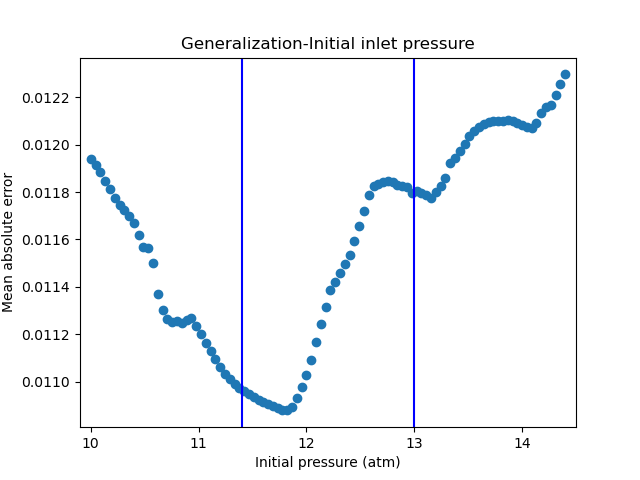 Generalization-Initial inlet pressure
Mean absolute error
0.0122
0.0120
0.0118
0.0116
0.0114
0.0112
0.0110
10 11 12 13 14
Initial pressure (atm)